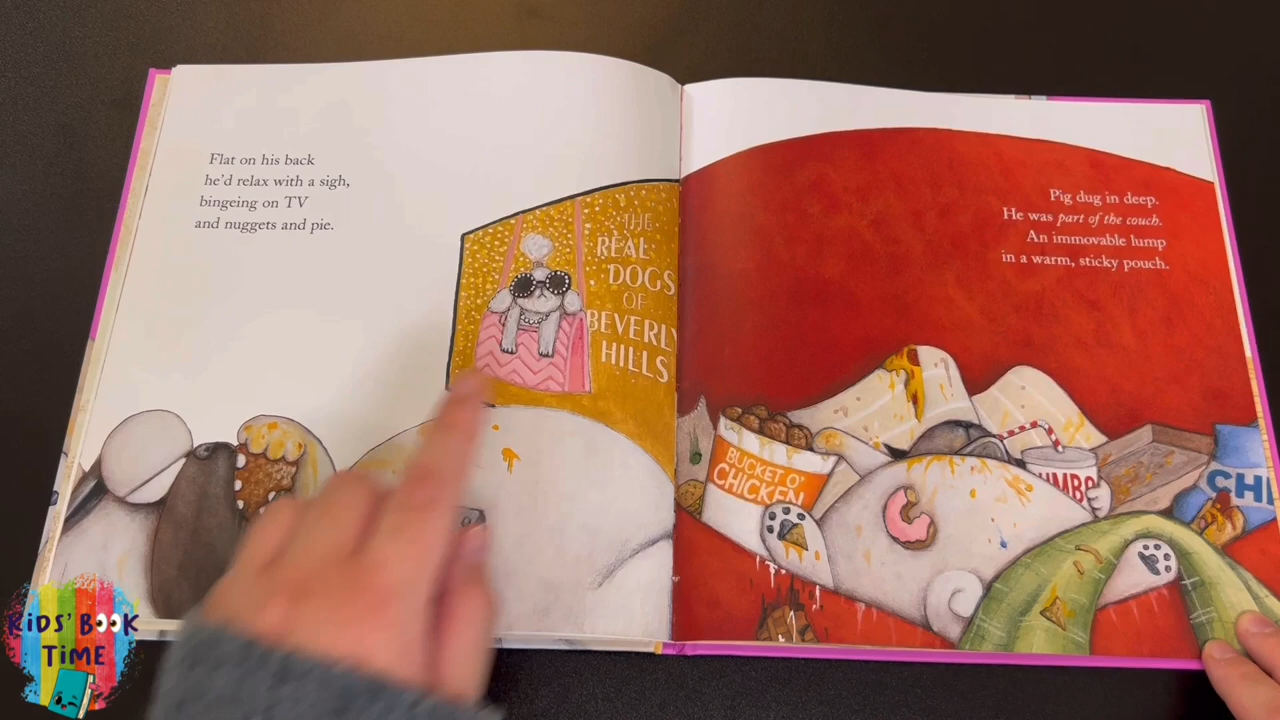 Flat on his back
he'd relax with a sigh,
bingeing on TV
and nuggets and pie.
THE
REAL
DOGS
OF
BEVERLY
HILLS
Pig dug in deep.
He was part of the couch.
An immovable lump
in a warm, sticky pouch.
BUCKET O'
CHICKEN
UMBO
CHI
KiDS' BOOK
TiME